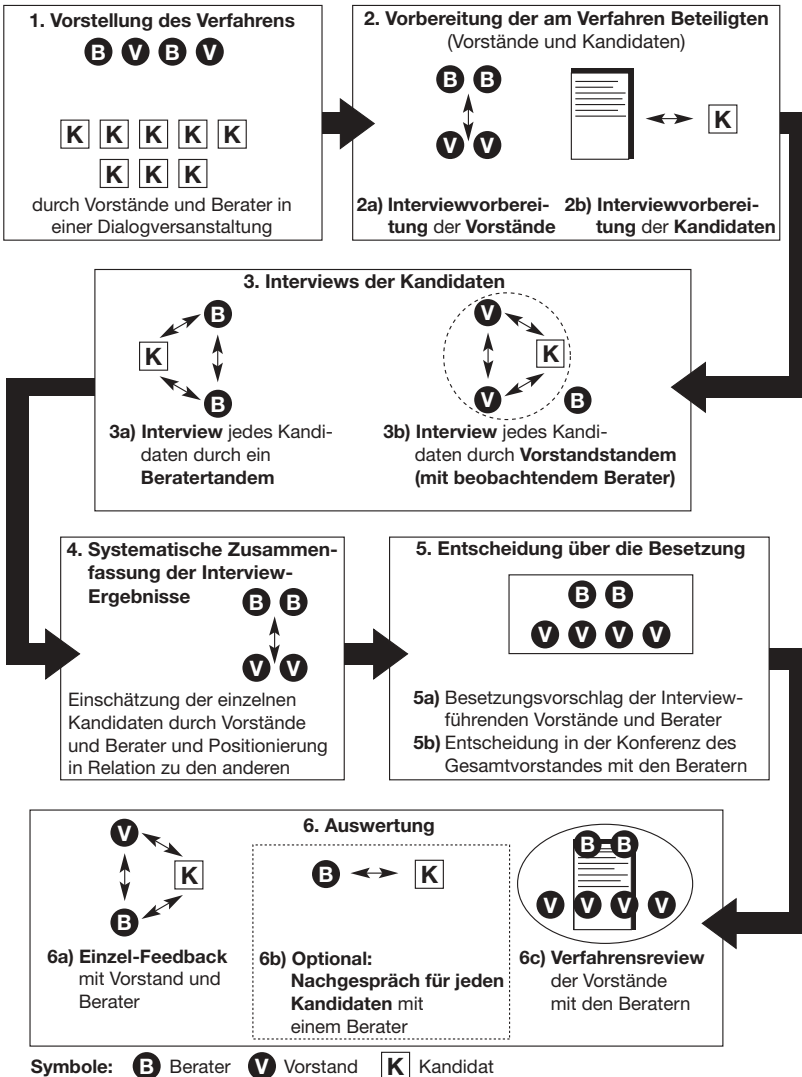 1. Vorstellung des Verfahrens
B V B V
K K K K K
K K K
durch Vorstände und Berater in
einer Dialogversanstaltung
2. Vorbereitung der am Verfahren Beteiligten
(Vorstände und Kandidaten)
B B
V V
K
2a) Interviewvorberei-
tung der Vorstände
2b) Interviewvorberei-
tung der Kandidaten
3. Interviews der Kandidaten
B
K
B
3a) Interview jedes Kandi-
daten durch ein
Beratertandem
V
K
V
B
3b) Interview jedes Kandi-
daten durch Vorstandstandem
(mit beobachtendem Berater)
4. Systematische Zusammen-
fassung der Interview-
Ergebnisse
B B
V V
Einschätzung der einzelnen
Kandidaten durch Vorstände
und Berater und Positionierung
in Relation zu den anderen
5. Entscheidung über die Besetzung
B B
V V V V
5a) Besetzungsvorschlag der Interview-
führenden Vorstände und Berater
5b) Entscheidung in der Konferenz des
Gesamtvorstandes mit den Beratern
6. Auswertung
V
K
B
6a) Einzel-Feedback
mit Vorstand und
Berater
B K
6b) Optional:
Nachgespräch für jeden
Kandidaten mit
einem Berater
B B
V V V V
6c) Verfahrensreview
der Vorstände
mit den Beratern
Symbole: B Berater V Vorstand K Kandidat